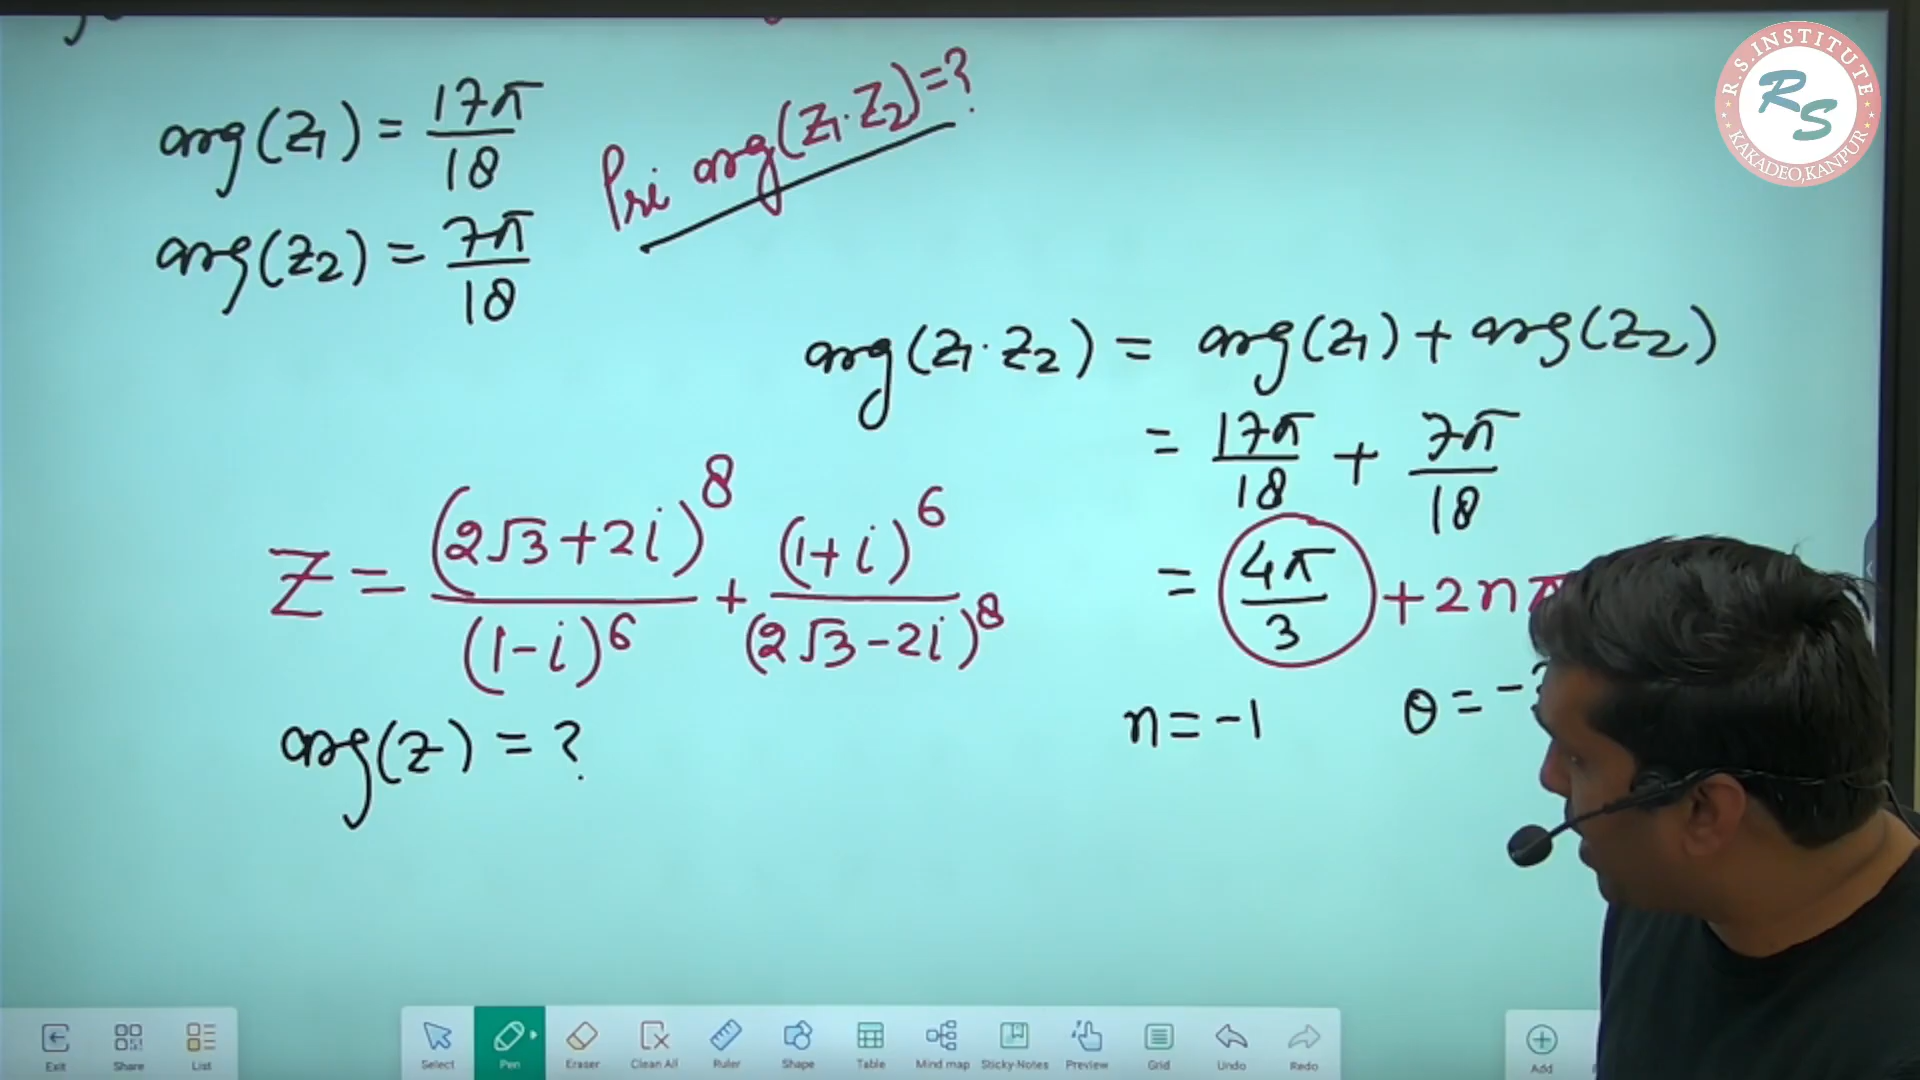 arg(z1) = 17π/18
Pri arg(z1·z2)=?
arg(z2) = 7π/18
arg(z1·z2) = arg(z1) + arg(z2)
= 17π/18 + 7π/18
= 4π/3 +2nπ
z = (2√3+2i)^8/(1-i)^6 + (1+i)^6/(2√3-2i)^8
n=-1 θ=-
arg(z) = ?
R.S.INSTITUTE
RS
KAKADEO,KANPUR
Exit Share List
Select Pen Eraser Clean All Ruler Shape Table Mind map Sticky Notes Preview Grid Undo Redo
Add